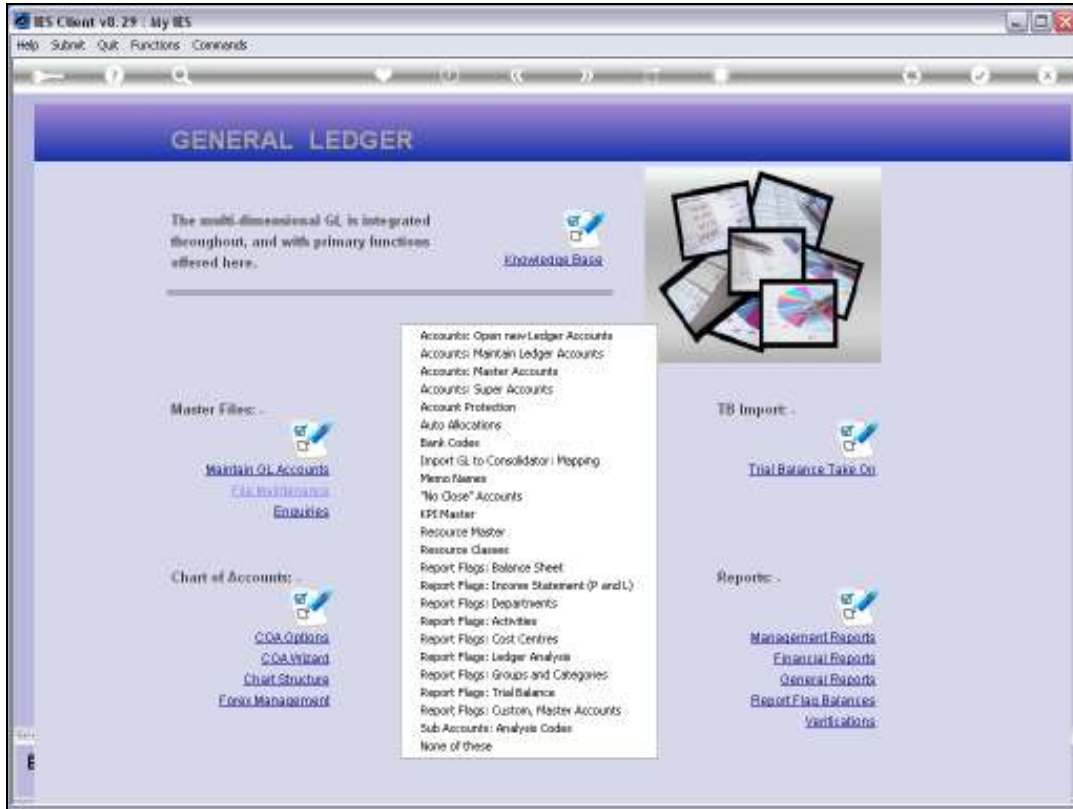 IES Client v8.29 : My IES
Help Submit Quit Functions Commands
GENERAL LEDGER
The multi-dimensional GL is integrated
throughout, and with primary functions
offered here.
Knowledge Base
Accounts: Open new Ledger Accounts
Accounts: Maintain Ledger Accounts
Accounts: Master Accounts
Accounts: Super Accounts
Account Protection
Auto Allocations
Bank Codes
Import GL to Consolidator : Mapping
Memo Names
"No Close" Accounts
KPI Master
Resource Master
Resource Classes
Report Flags: Balance Sheet
Report Flags: Income Statement (P and L)
Report Flags: Departments
Report Flags: Activities
Report Flags: Cost Centres
Report Flags: Ledger Analysis
Report Flags: Groups and Categories
Report Flags: Trial Balance
Report Flags: Custom, Master Accounts
Sub Accounts: Analysis Codes
None of these
Master Files: .
Maintain GL Accounts
File Maintenance
Enquiries
TB Import: .
Trial Balance Take On
Chart of Accounts: .
COA Options
COA Wizard
Chart Structure
Forex Management
Reports: .
Management Reports
Financial Reports
General Reports
Report Flag Balances
Verifications